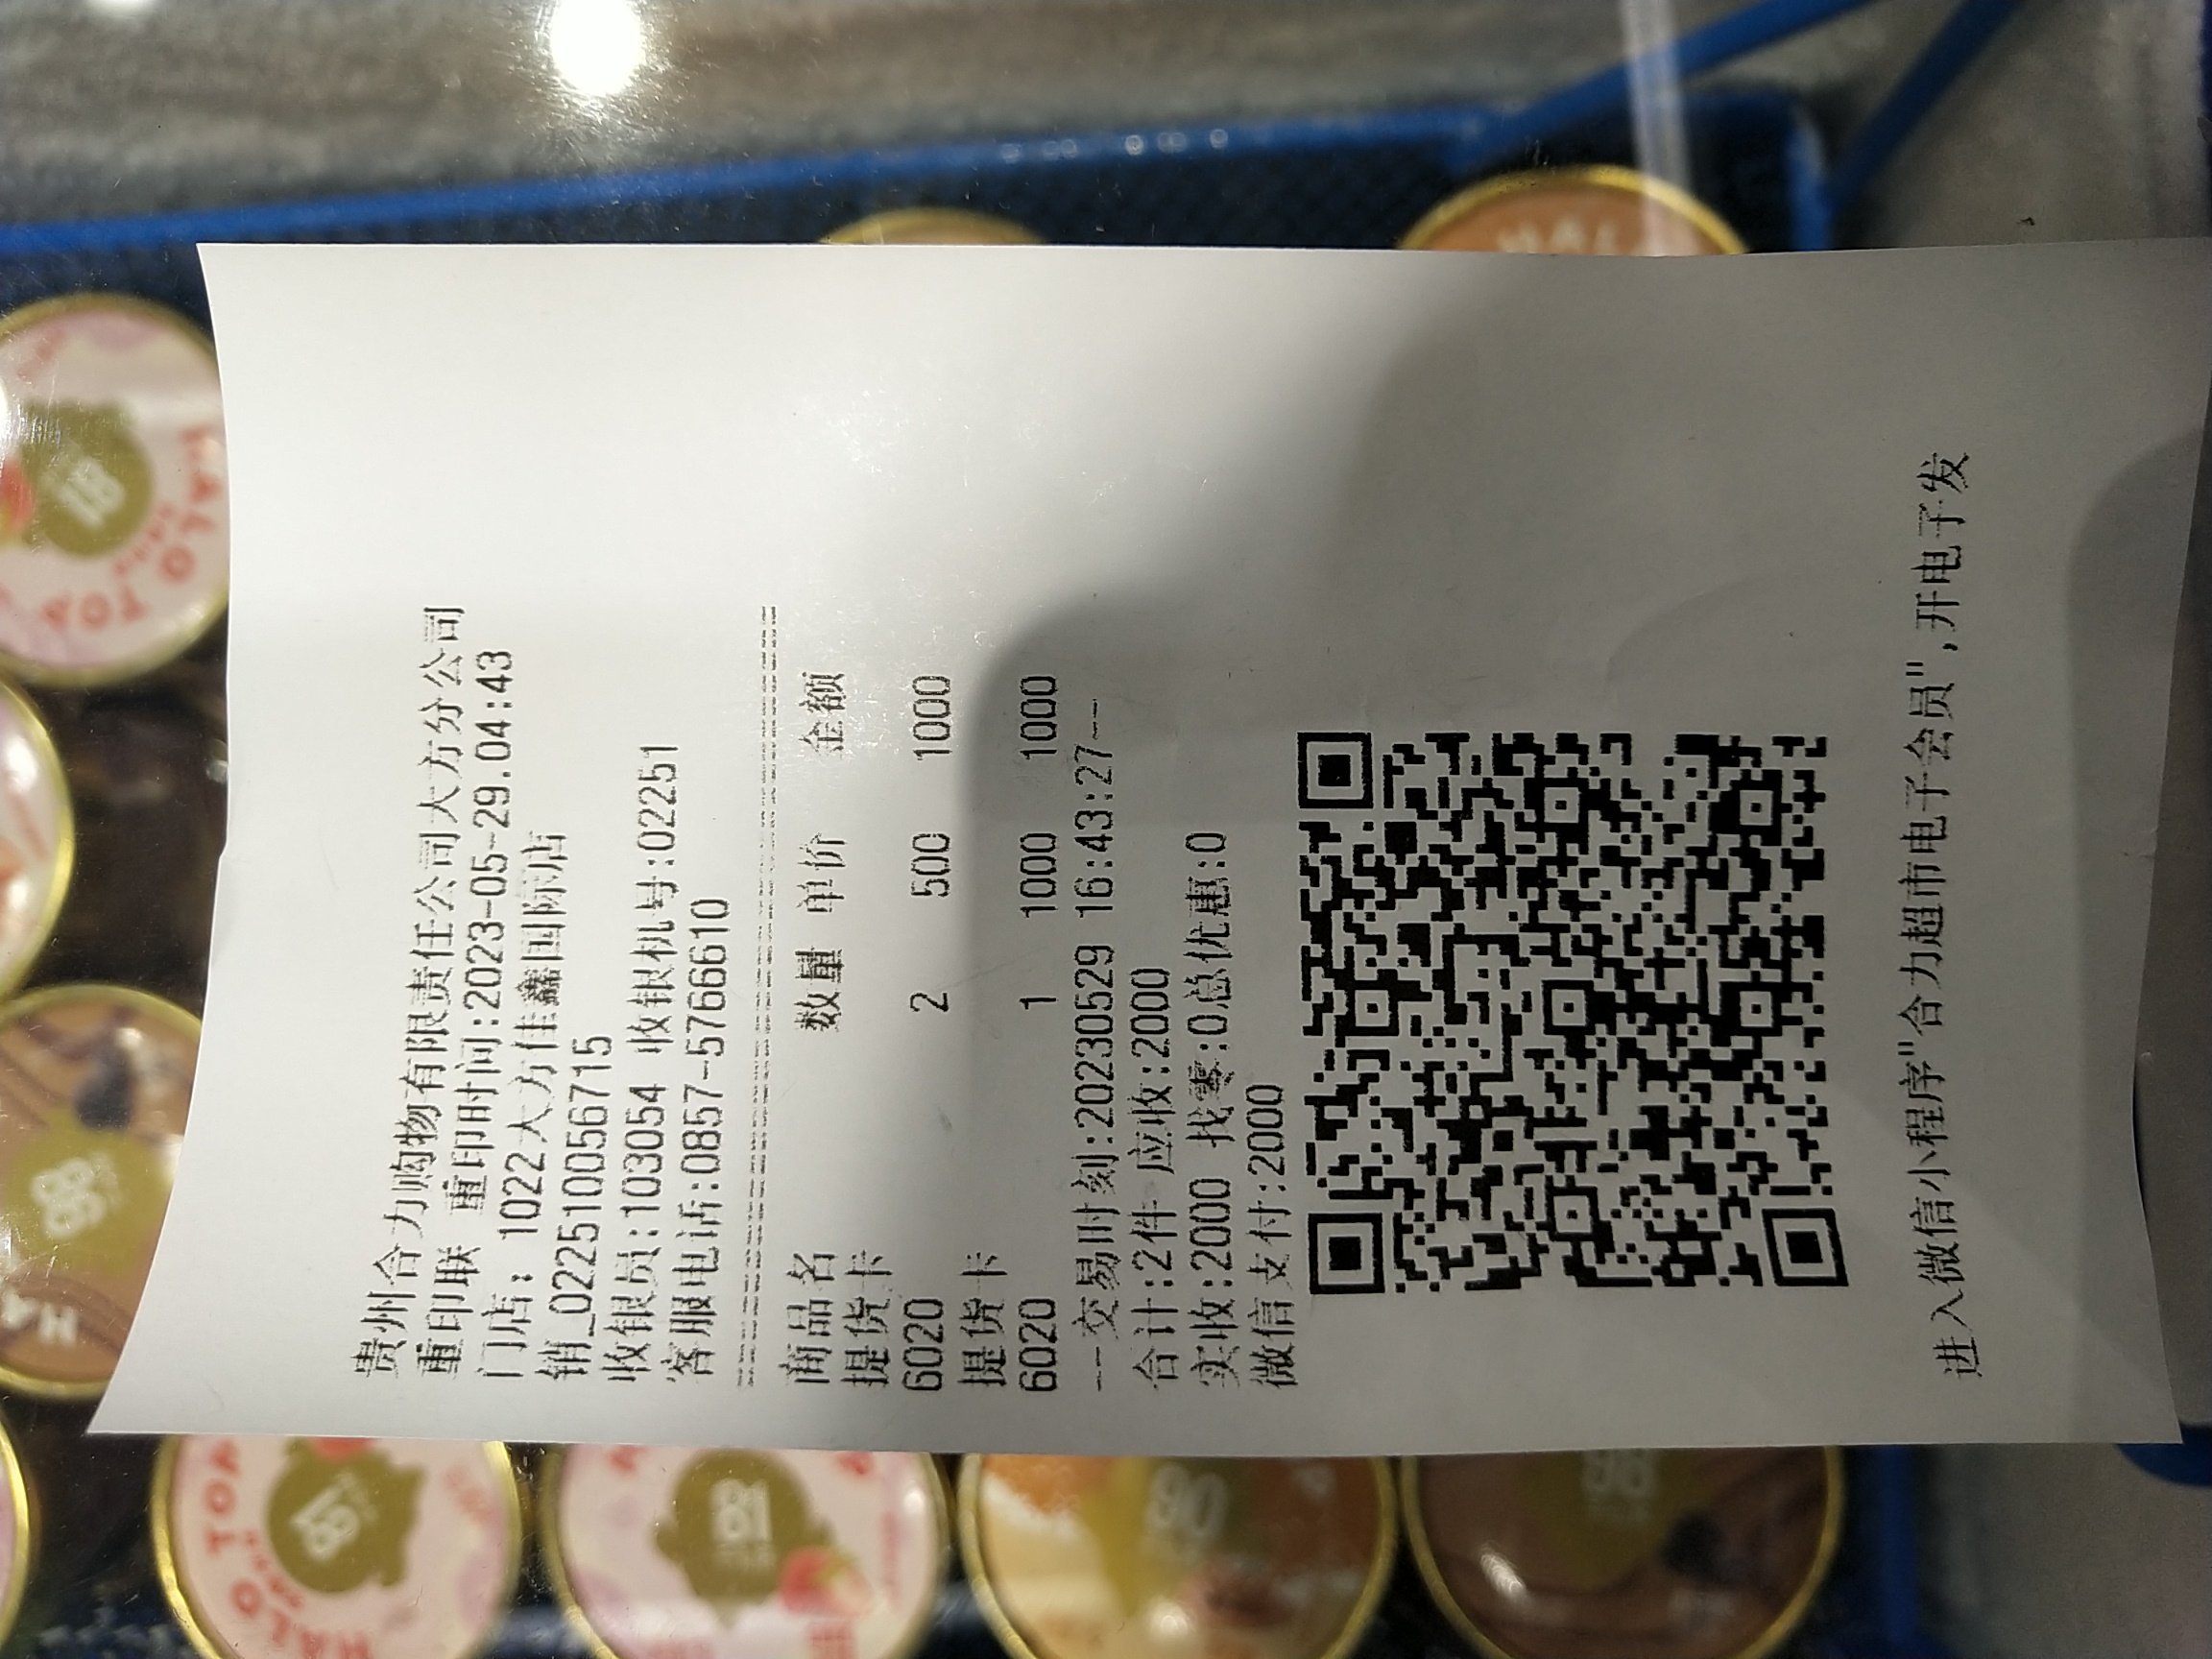 贵州合力购物有限责任公司大方分公司
重印联 重印时间:2023-05-29.04:43
门店: 1022大方佳鑫国际店
销_022510056715
收银员:103054 收银机号:02251
客服电话:0857-5766610
商品名 数量 单价 金额
提货卡
6020 2 500 1000
提货卡
6020 1 1000 1000
--交易时刻:20230529 16:43:27--
合计:2件 应收:2000
实收:2000 找零:0总优惠:0
微信支付:2000
进入微信小程序"合力超市电子会员",开电子发
HALO TOP